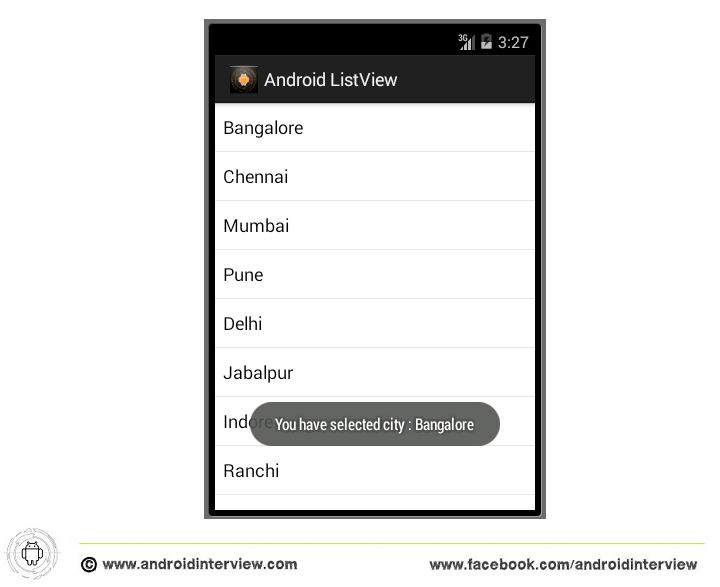 3G 3:27
Android ListView
Bangalore
Chennai
Mumbai
Pune
Delhi
Jabalpur
Indore
You have selected city : Bangalore
Ranchi
© www.androidinterview.com
www.facebook.com/androidinterview